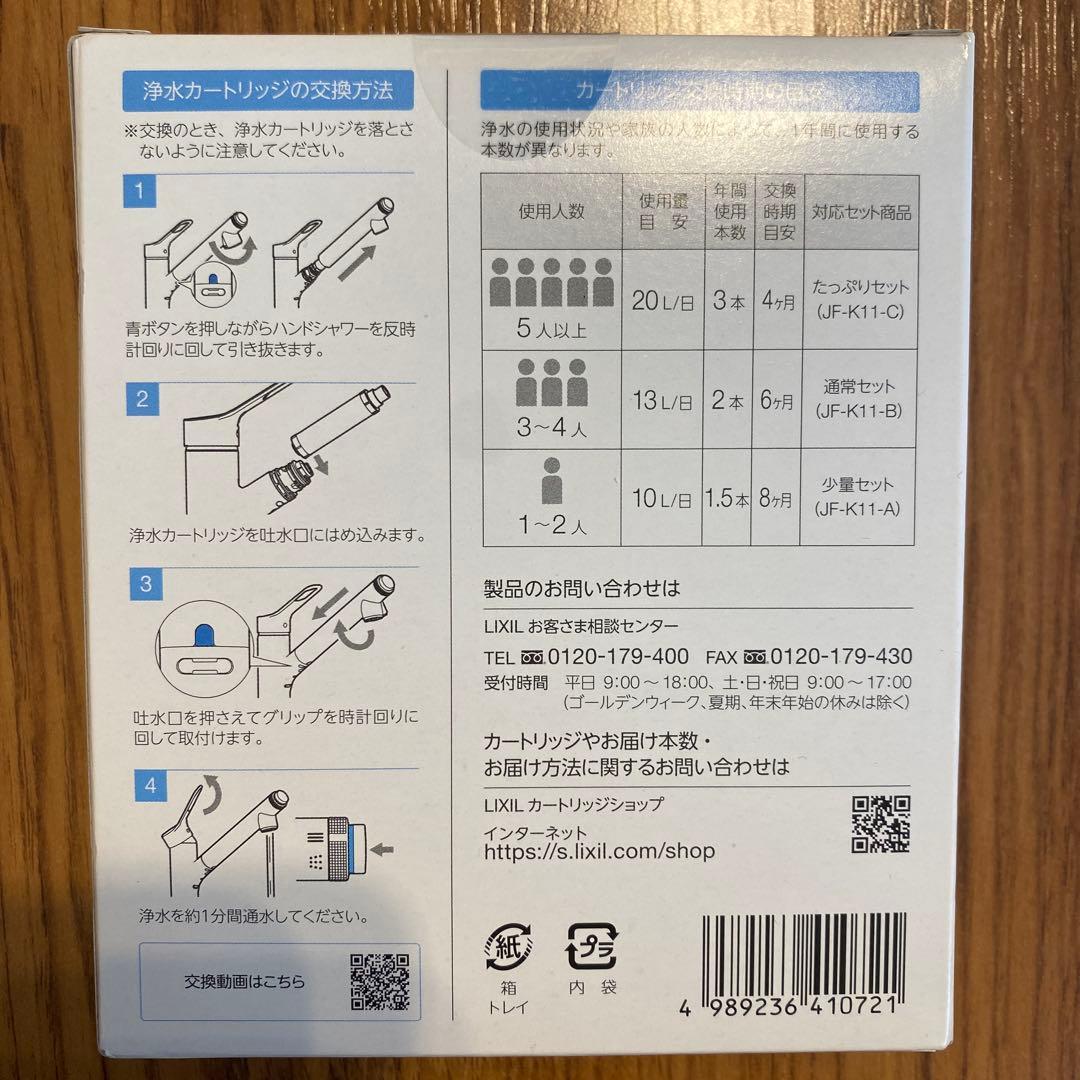 浄水カートリッジの交換方法
※交換のとき、浄水カートリッジを落とさ
ないように注意してください。
1
青ボタンを押しながらハンドシャワーを反時
計回りに回して引き抜きます。
2
浄水カートリッジを吐水口にはめ込みます。
3
吐水口を押さえてグリップを時計回りに
回して取付けます。
4
浄水を約1分間通水してください。
交換動画はこちら
カートリッジ交換時期の目安
浄水の使用状況や家族の人数によって、1年間に使用する
本数が異なります。
使用人数
使用量
目 安
年間
使用
本数
交換
時期
目安
対応セット商品
5人以上
20L/日
3本
4ヶ月
たっぷりセット
(JF-K11-C)
3〜4人
13L/日
2本
6ヶ月
通常セット
(JF-K11-B)
1〜2人
10L/日
1.5本
8ヶ月
少量セット
(JF-K11-A)
製品のお問い合わせは
LIXIL お客さま相談センター
TEL 0120-179-400 FAX 0120-179-430
受付時間 平日 9:00〜18:00、土・日・祝日 9:00〜17:00
(ゴールデンウィーク、夏期、年末年始の休みは除く)
カートリッジやお届け本数・
お届け方法に関するお問い合わせは
LIXIL カートリッジショップ
インターネット
https://s.lixil.com/shop
紙
箱
トレイ
プラ
内 袋
4 989236 410721